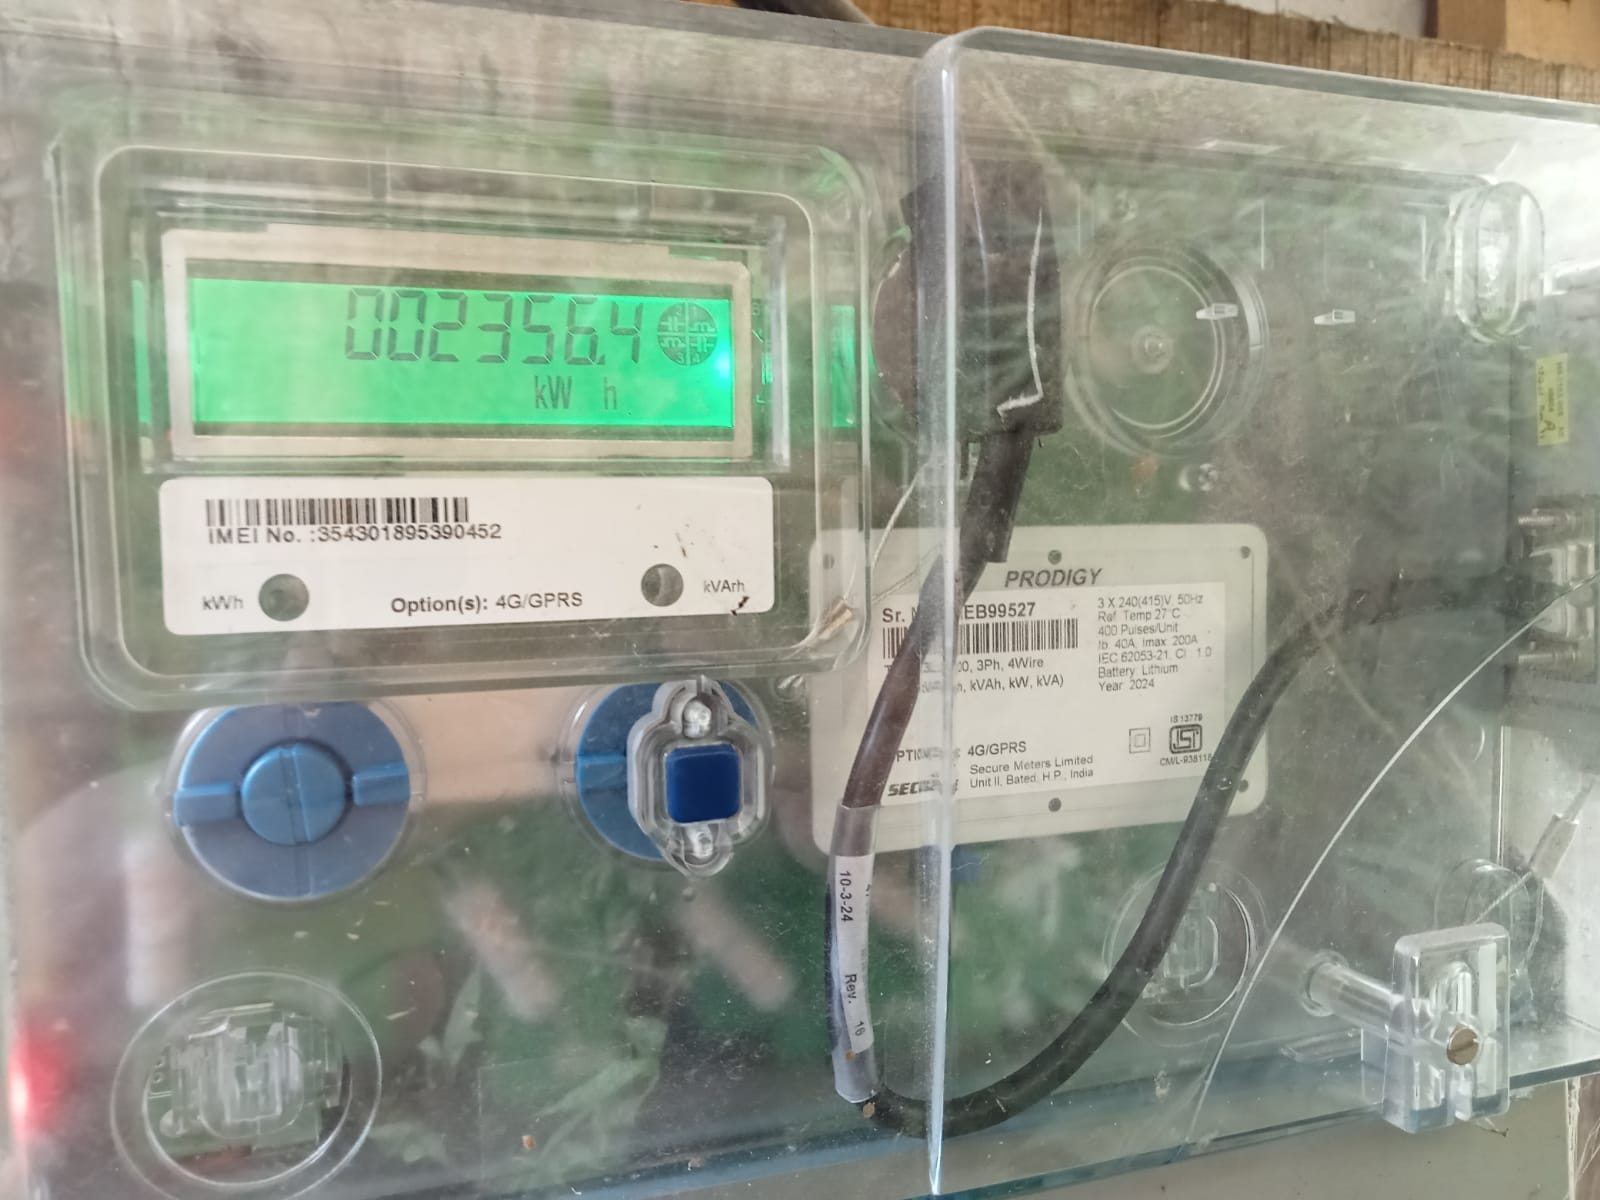 002356.4
kW h
IMEI No. :354301895390452
kWh
Option(s): 4G/GPRS
kVArh
PRODIGY
Sr. EB99527
3Ph, 4Wire
kVAh, kW, kVA)
4G/GPRS
Secure Meters Limited
Unit II, Bated, H.P., India
3 X 240(415)V, 50Hz
Ref. Temp 27°C
400 Pulses/Unit
Ib. 40A, Imax. 200A
IEC 62053-21, Cl : 1.0
Battery: Lithium
Year: 2024
IS 13779
ISI
10-3-24
Rev. 16